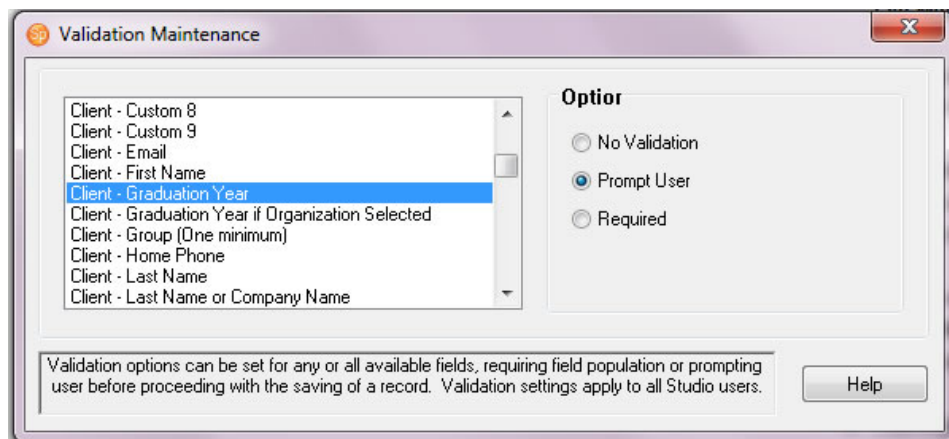 Sp Validation Maintenance
Client - Custom 8
Client - Custom 9
Client - Email
Client - First Name
Client - Graduation Year
Client - Graduation Year if Organization Selected
Client - Group (One minimum)
Client - Home Phone
Client - Last Name
Client - Last Name or Company Name
Optior
No Validation
Prompt User
Required
Validation options can be set for any or all available fields, requiring field population or prompting
user before proceeding with the saving of a record. Validation settings apply to all Studio users.
Help